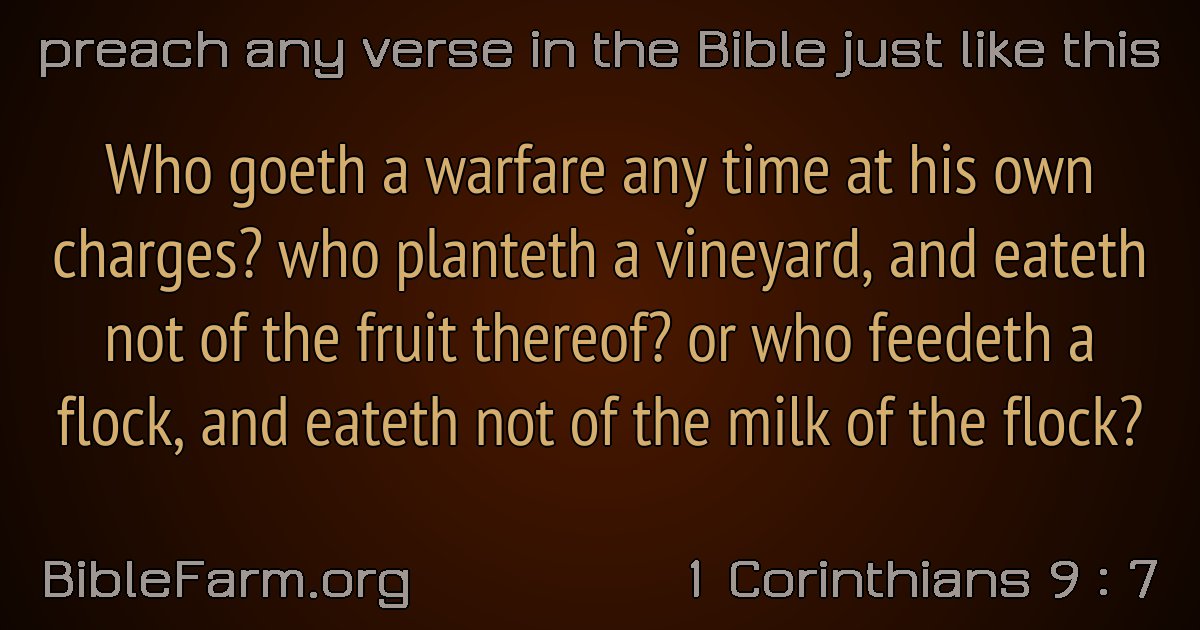 preach any verse in the Bible just like this
Who goeth a warfare any time at his own
charges? who planteth a vineyard, and eateth
not of the fruit thereof? or who feedeth a
flock, and eateth not of the milk of the flock?
BibleFarm.org
1 Corinthians 9 : 7